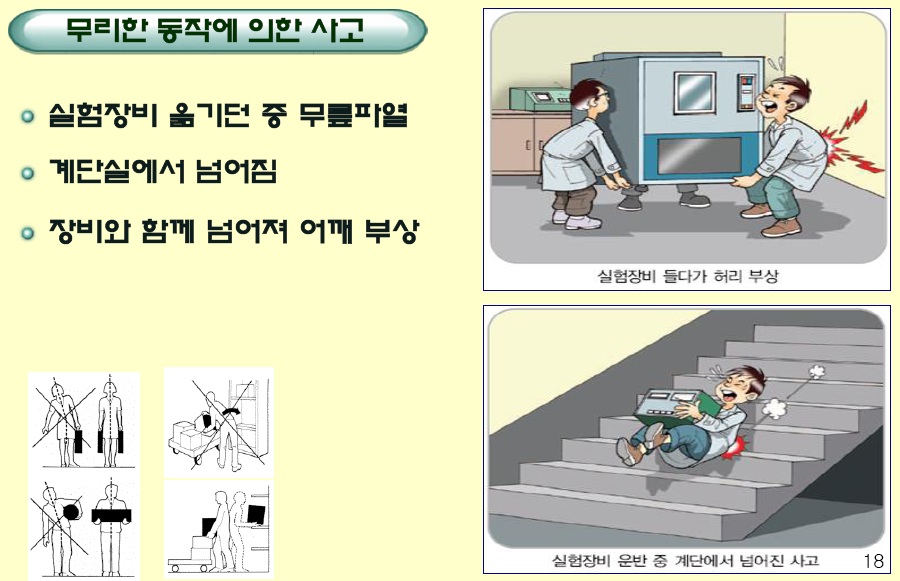 무리한 동작에 의한 사고
실험장비 옮기던 중 무릎파열
계단실에서 넘어짐
장비와 함께 넘어져 어깨 부상
실험장비 들다가 허리 부상
실험장비 운반 중 계단에서 넘어진 사고
18